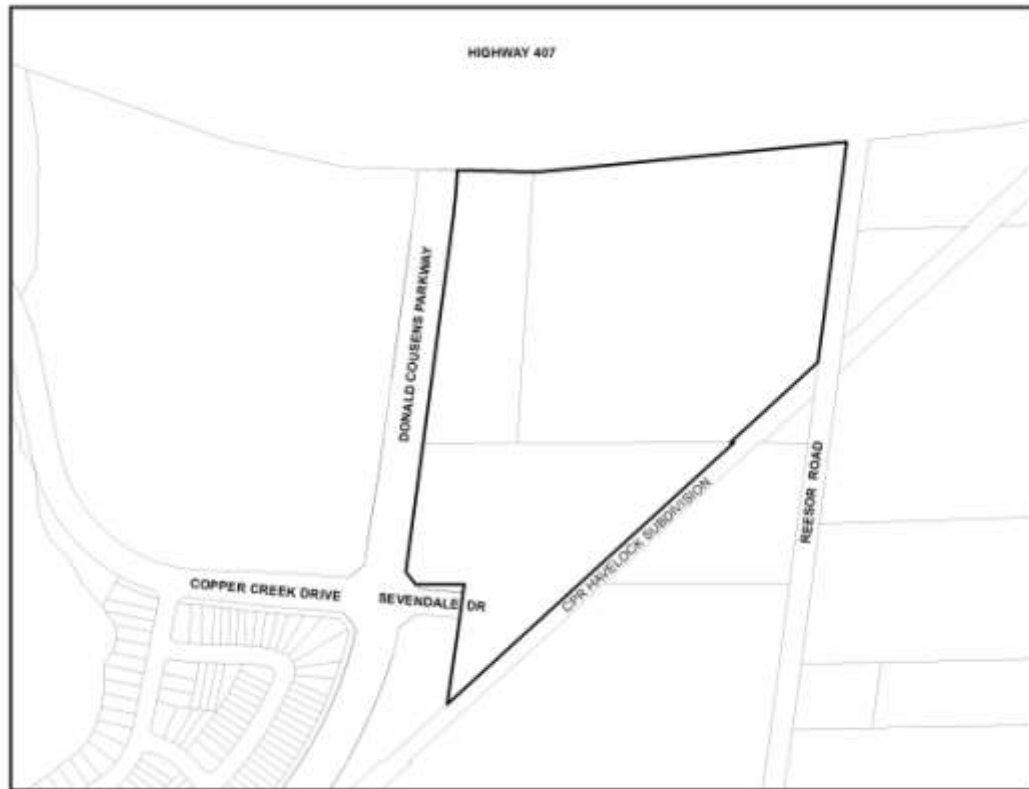 HIGHWAY 407
DONALD COUSENS PARKWAY
REESOR ROAD
CPR HAVELOCK SUBDIVISION
COPPER CREEK DRIVE
SEVENDALE DR